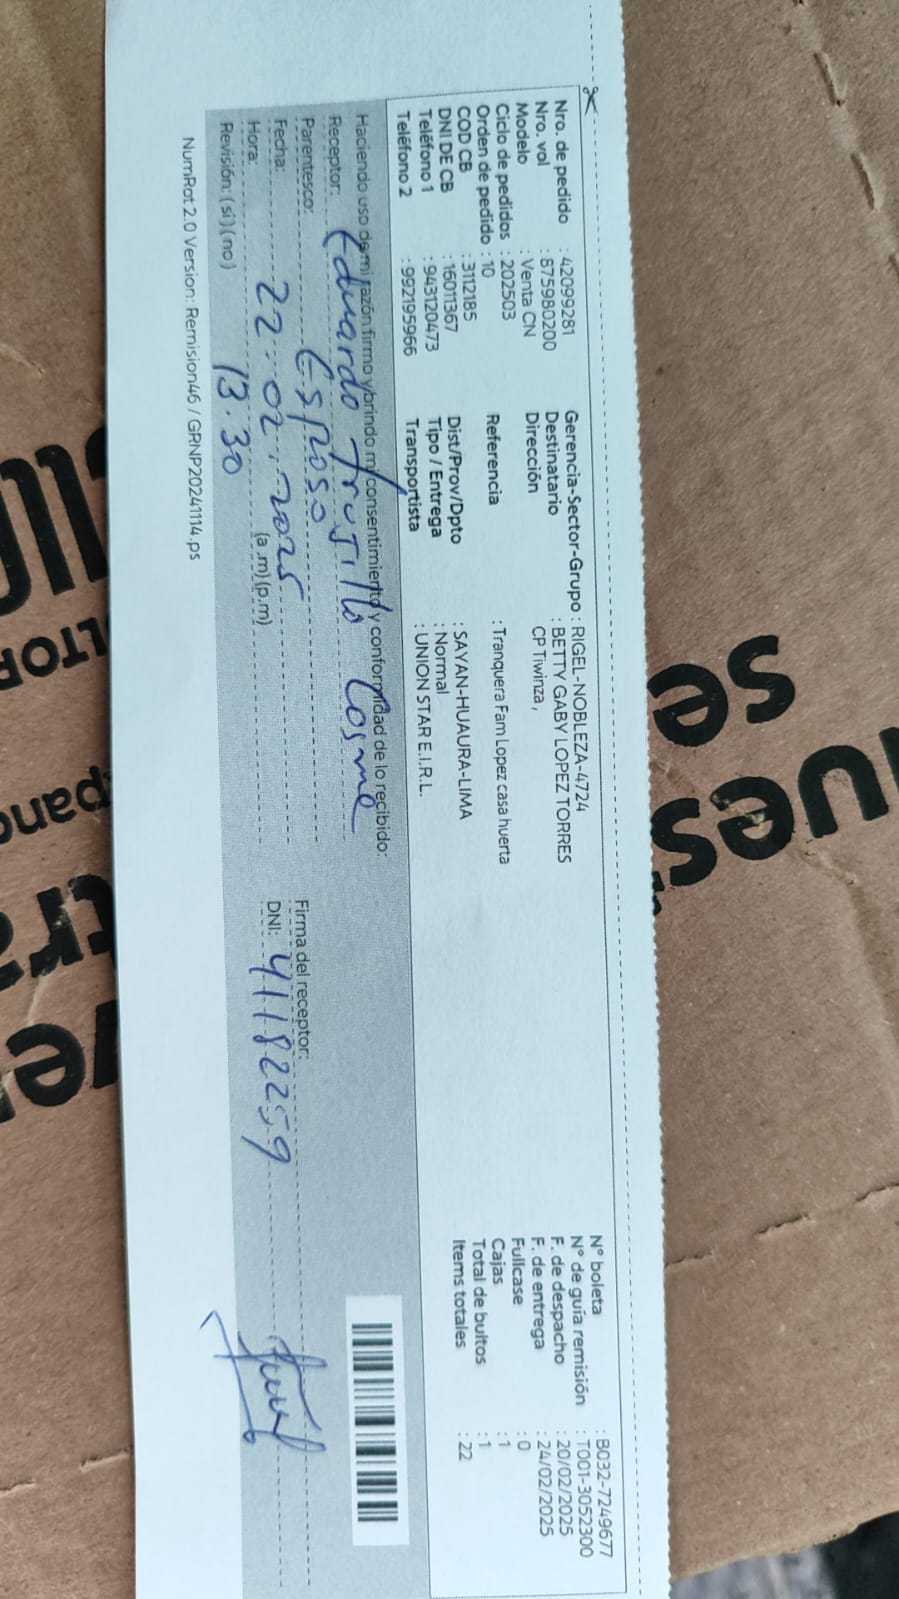 Nro. de pedido : 42099281
Nro. vol : 875980200
Modelo : Venta CN
Ciclo de pedidos : 202503
Orden de pedido : 10
COD CB : 3112185
DNI DE CB : 16011367
Teléfono 1 : 943120473
Teléfono 2 : 992195966
Gerencia-Sector-Grupo : RIGEL-NOBLEZA-4724
Destinatario : BETTY GABY LOPEZ TORRES
Dirección CP Tiwinza ,
Referencia : Tranquera Fam Lopez casa huerta
Dist/Prov/Dpto : SAYAN-HUAURA-LIMA
Tipo / Entrega : Normal
Transportista : UNION STAR E.I.R.L.
N° boleta : B032-7249677
N° de guía remisión : T001-3052300
F. de despacho : 20/02/2025
F. de entrega : 24/02/2025
Fullcase : 0
Cajas : 1
Total de bultos : 1
Items totales : 22
Haciendo uso de mi razón firmo y brindo mi consentimiento y conformidad de lo recibido:
Receptor: Eduardo Trujillo Cosme
Parentesco: Esposo
Fecha: 22.02.2025
Hora: 13.30 (a.m)(p.m)
Revisión: (si)(no)
Firma del receptor:
DNI: 41182259
NumRot 2.0 Version: Remision46 / GRNP20241114.ps
se